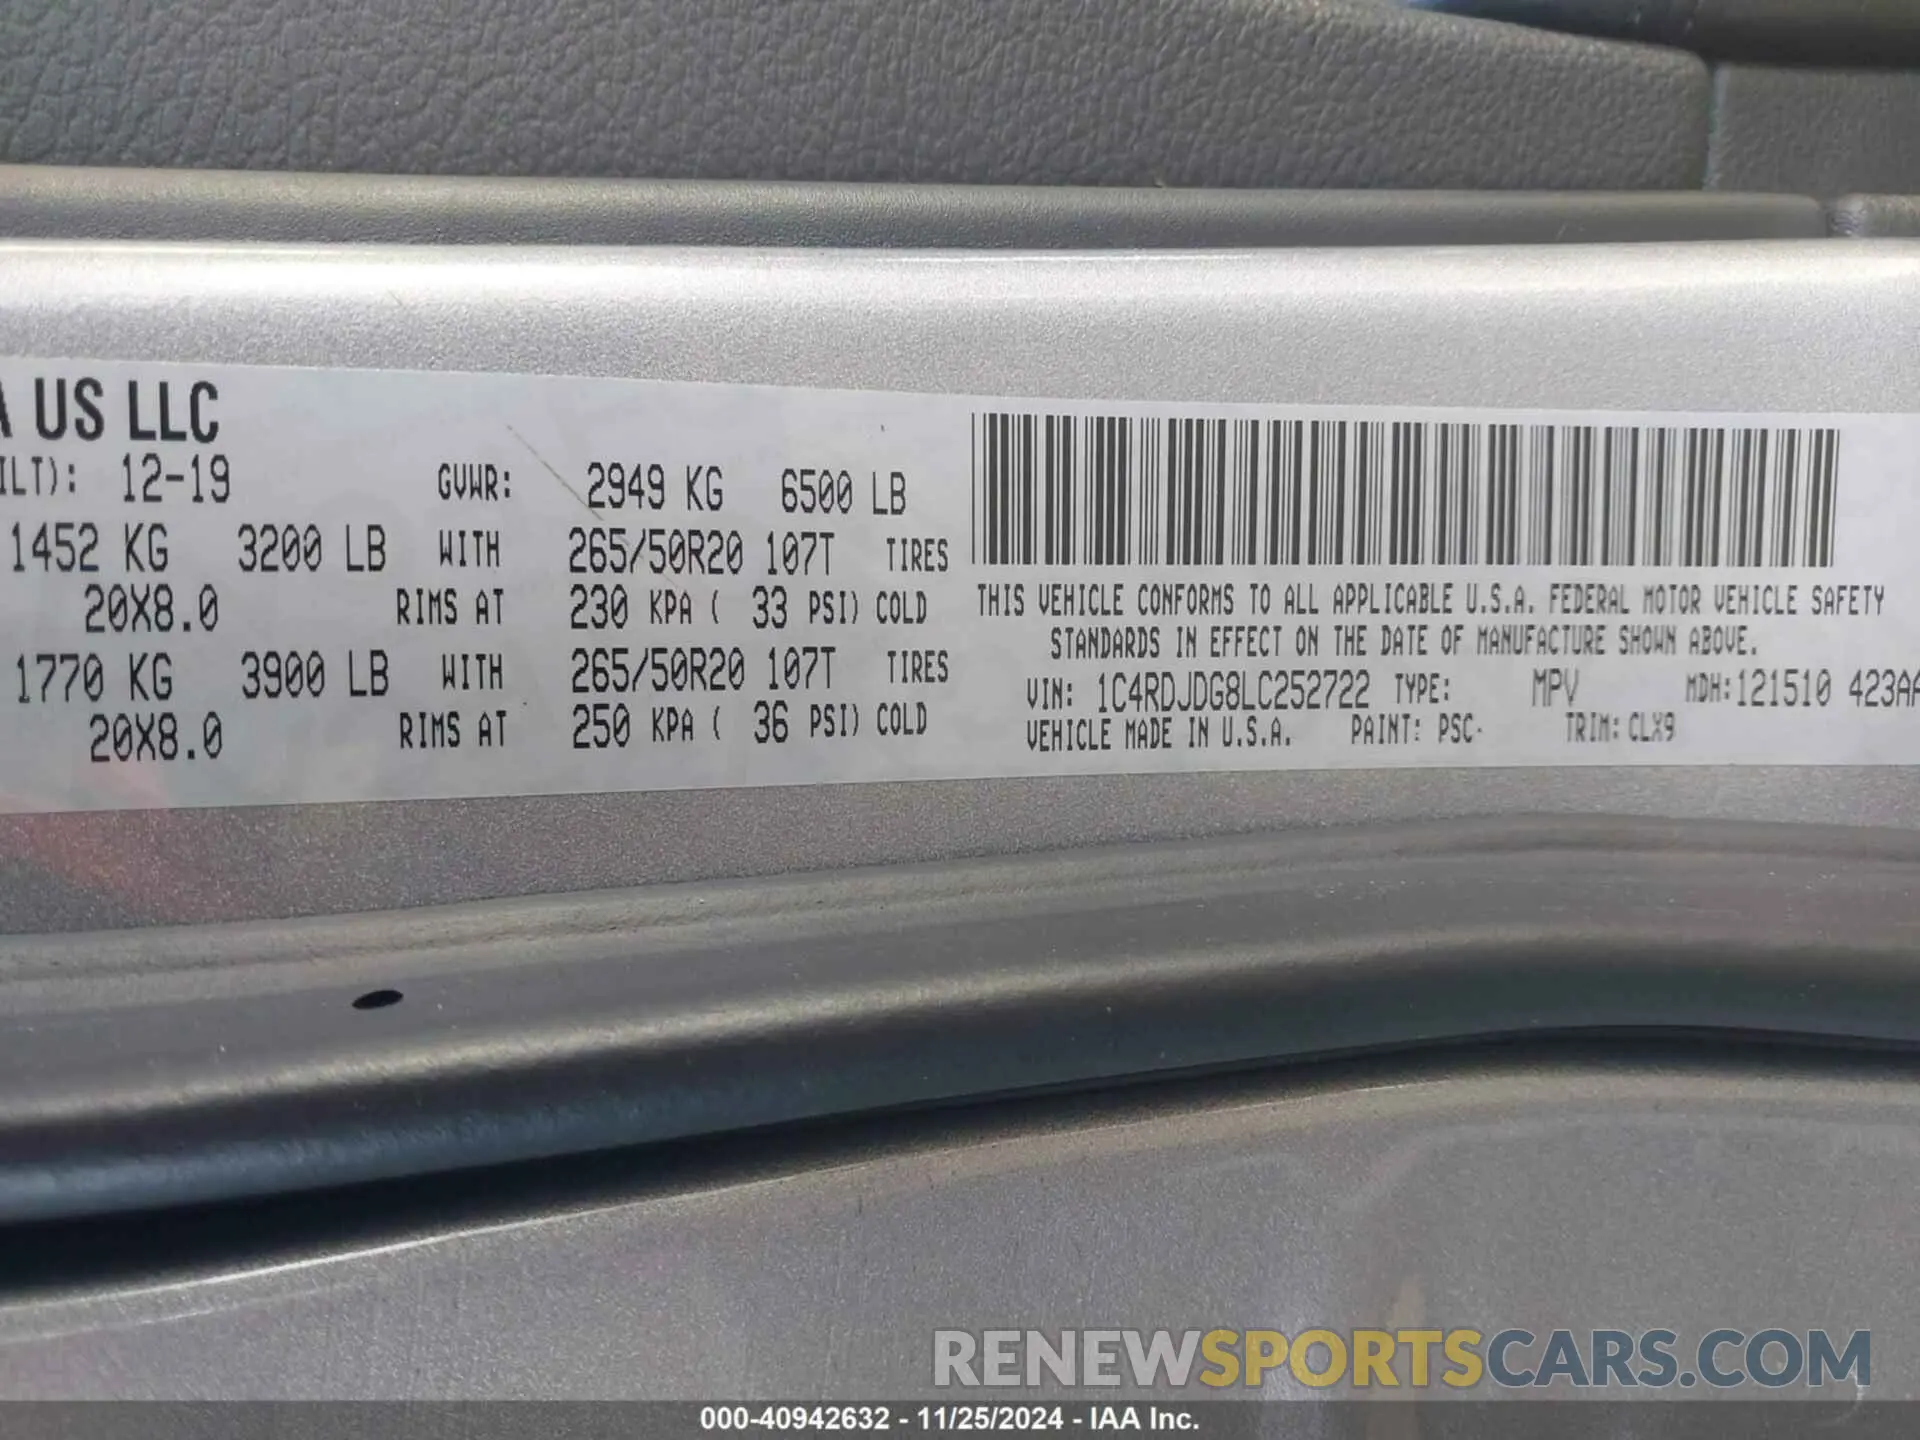 A US LLC
ILT): 12-19 GVWR: 2949 KG 6500 LB
1452 KG 3200 LB WITH 265/50R20 107T TIRES
20X8.0 RIMS AT 230 KPA ( 33 PSI) COLD
1770 KG 3900 LB WITH 265/50R20 107T TIRES
20X8.0 RIMS AT 250 KPA ( 36 PSI) COLD
THIS VEHICLE CONFORMS TO ALL APPLICABLE U.S.A. FEDERAL MOTOR VEHICLE SAFETY
STANDARDS IN EFFECT ON THE DATE OF MANUFACTURE SHOWN ABOVE.
VIN: 1C4RDJDG8LC252722 TYPE: MPV MDH:121510 423AA
VEHICLE MADE IN U.S.A. PAINT: PSC TRIM: CLX9
RENEWSPORTSCARS.COM
000-40942632 - 11/25/2024 - IAA Inc.